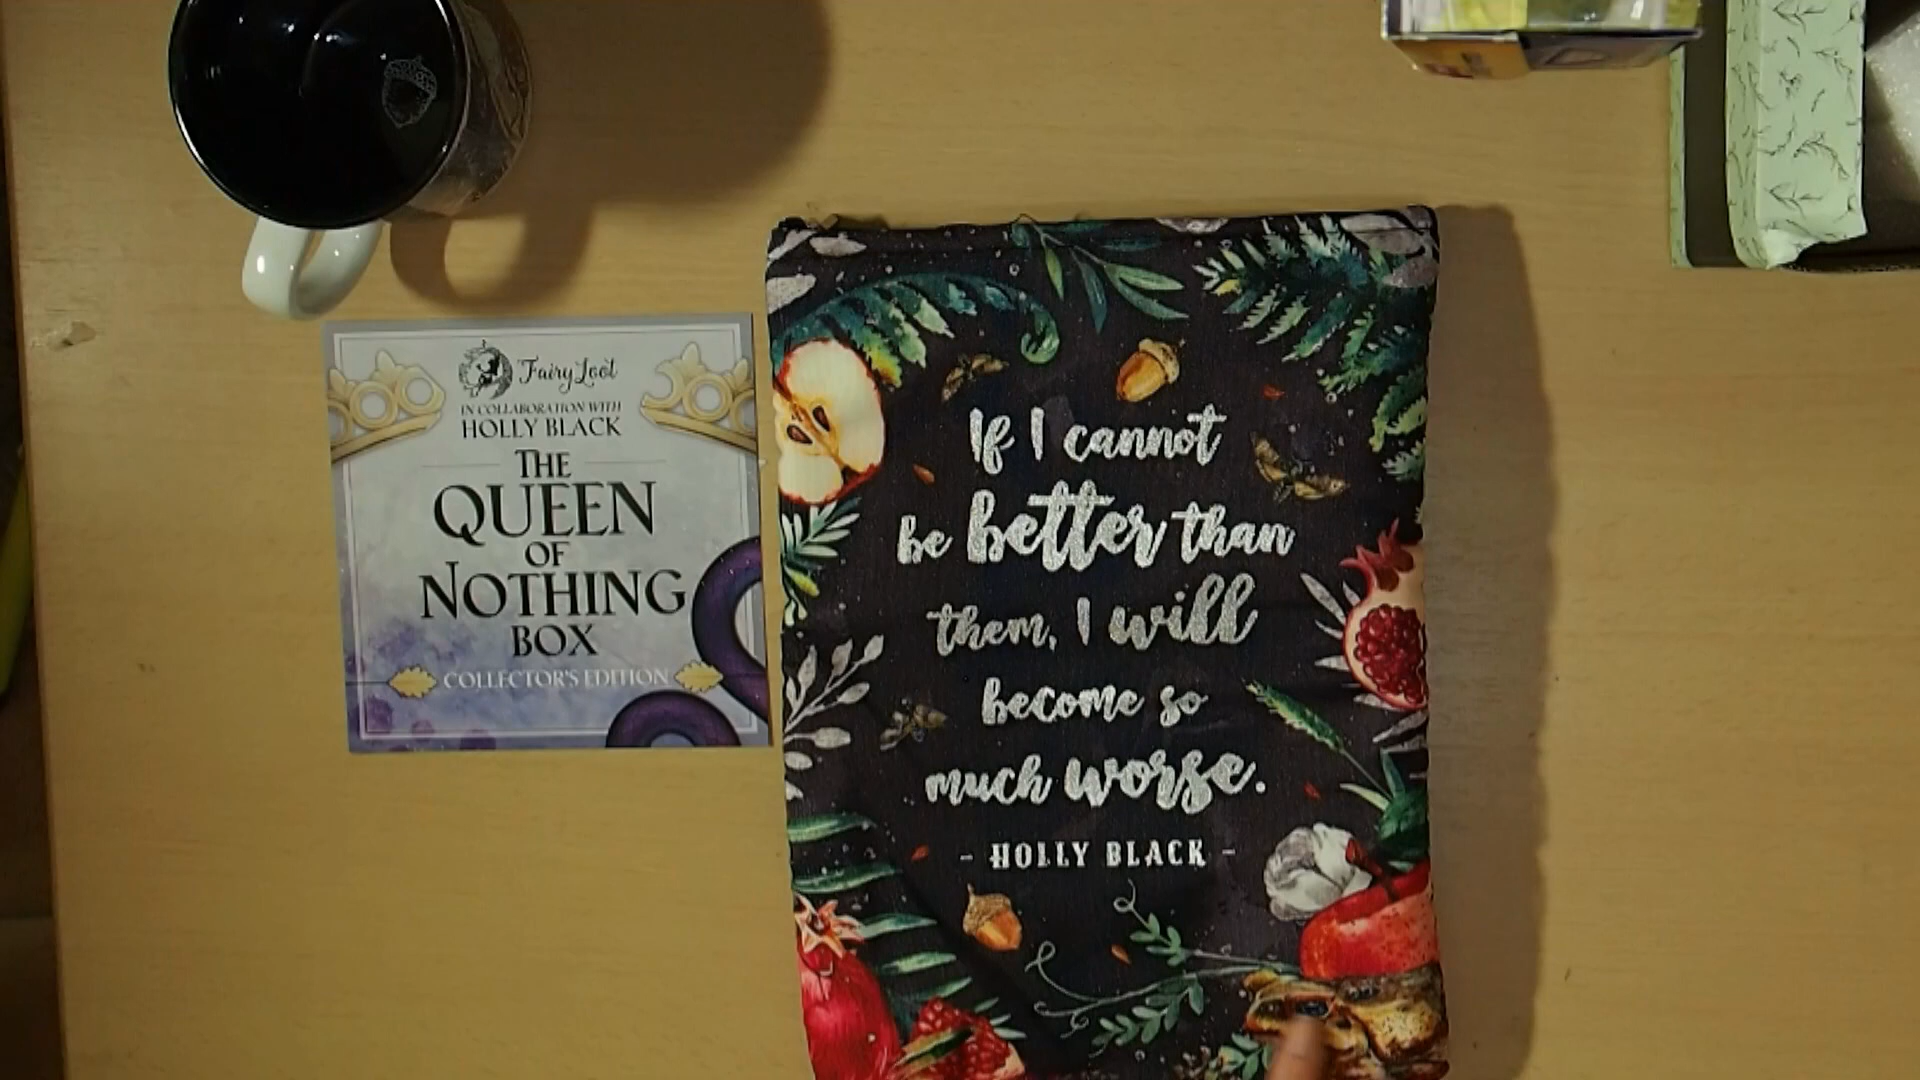 FairyLoot
IN COLLABORATION WITH
HOLLY BLACK
THE
QUEEN
OF
NOTHING
BOX
COLLECTOR'S EDITION
If I cannot
be better than
them, I will
become so
much worse.
- HOLLY BLACK -